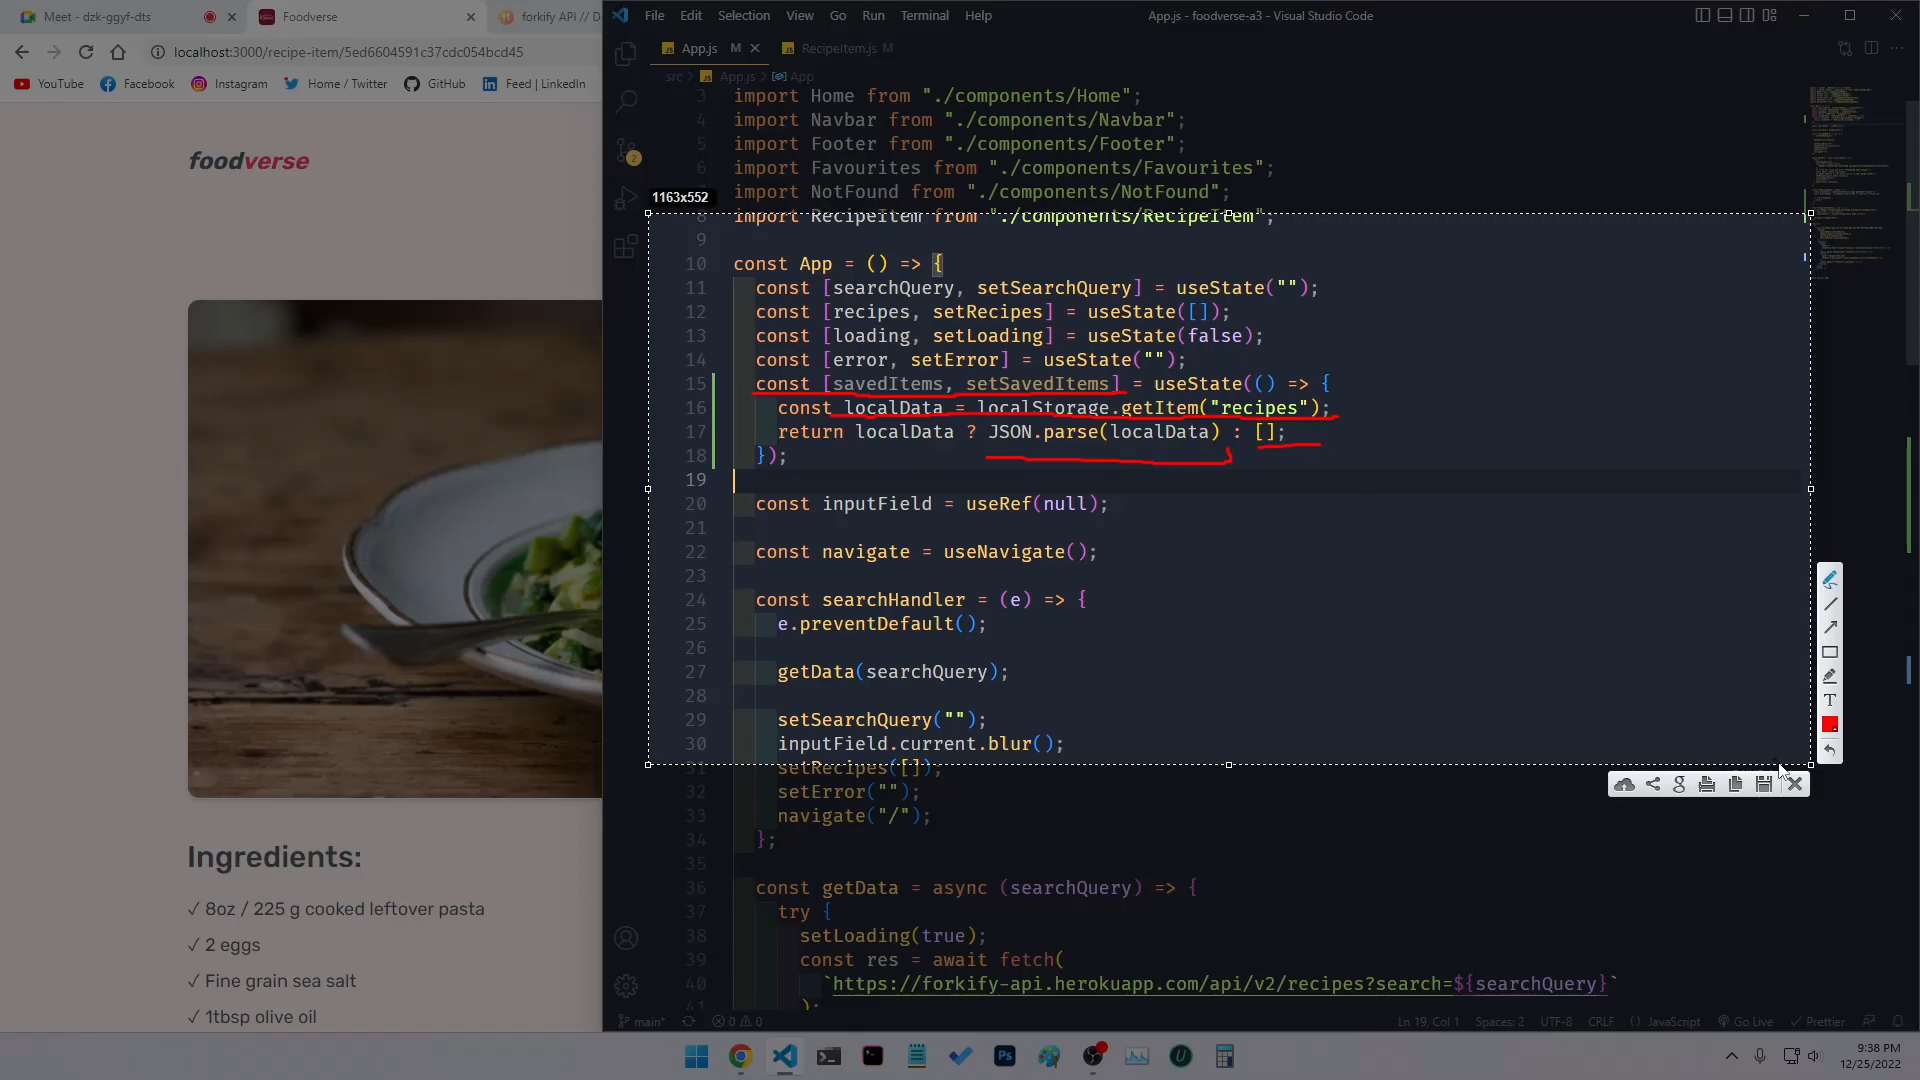 Meet - dzk-ggyf-dts
Foodverse
forkify API // D
localhost:3000/recipe-item/5ed6604591c37cdc054bcd45
YouTube
Facebook
Instagram
Home / Twitter
GitHub
Feed | LinkedIn
foodverse
Ingredients:
✓ 8oz / 225 g cooked leftover pasta
✓ 2 eggs
✓ Fine grain sea salt
✓ 1tbsp olive oil
File Edit Selection View Go Run Terminal Help
App.js - foodverse-a3 - Visual Studio Code
JS App.js M
JS RecipeItem.js M
src > JS App.js > App
2
1163x552
3 import Home from "./components/Home";
4 import Navbar from "./components/Navbar";
5 import Footer from "./components/Footer";
6 import Favourites from "./components/Favourites";
import NotFound from "./components/NotFound";
8 import RecipeItem from "./components/RecipeItem";
9
10 const App = () => {
11 const [searchQuery, setSearchQuery] = useState("");
12 const [recipes, setRecipes] = useState([]);
13 const [loading, setLoading] = useState(false);
14 const [error, setError] = useState("");
15 const [savedItems, setSavedItems] = useState(() => {
16 const localData = localStorage.getItem("recipes");
17 return localData ? JSON.parse(localData) : [];
18 });
19
20 const inputField = useRef(null);
21
22 const navigate = useNavigate();
23
24 const searchHandler = (e) => {
25 e.preventDefault();
26
27 getData(searchQuery);
28
29 setSearchQuery("");
30 inputField.current.blur();
31 setRecipes([]);
32 setError("");
33 navigate("/");
34 };
35
36 const getData = async (searchQuery) => {
37 try {
38 setLoading(true);
39 const res = await fetch(
40 `https://forkify-api.herokuapp.com/api/v2/recipes?search=${searchQuery}`
41 );
T
g
main*
0 0
Ln 19, Col 1
Spaces: 2
UTF-8
CRLF
{} JavaScript
Go Live
✓ Prettier
Ps
U
9:38 PM
12/25/2022